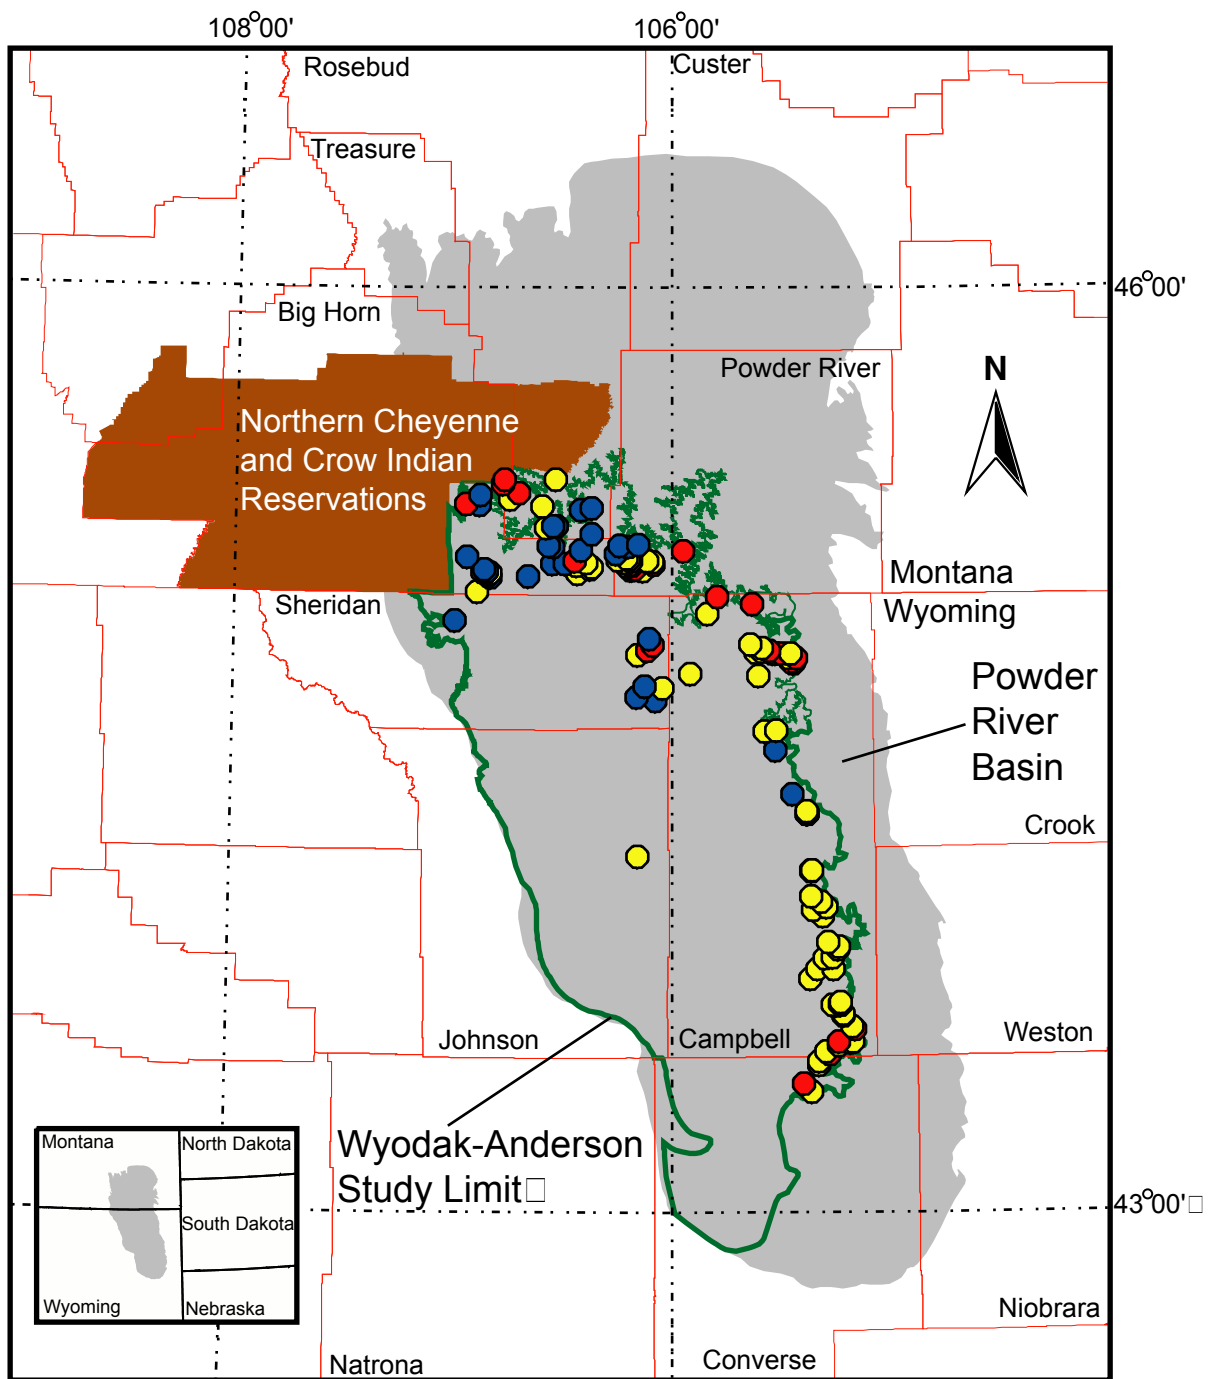 108°00'
106°00'
Rosebud
Custer
Treasure
46°00'
Big Horn
Powder River
N
Northern Cheyenne
and Crow Indian
Reservations
Montana
Sheridan
Wyoming
Powder
River
Basin
Crook
Johnson
Campbell
Weston
Wyodak-Anderson
Study Limit
43°00'
Montana
North Dakota
South Dakota
Wyoming
Nebraska
Niobrara
Natrona
Converse